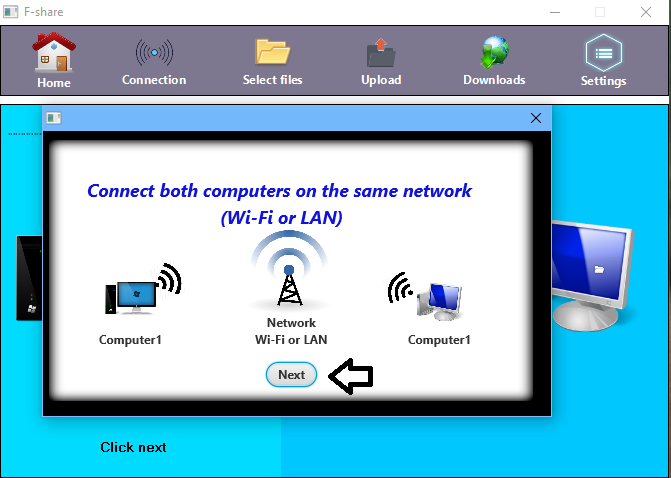 F-share
Home
Connection
Select files
Upload
Downloads
Settings
Connect both computers on the same network
(Wi-Fi or LAN)
Computer1
Network
Wi-Fi or LAN
Computer1
Next
Click next